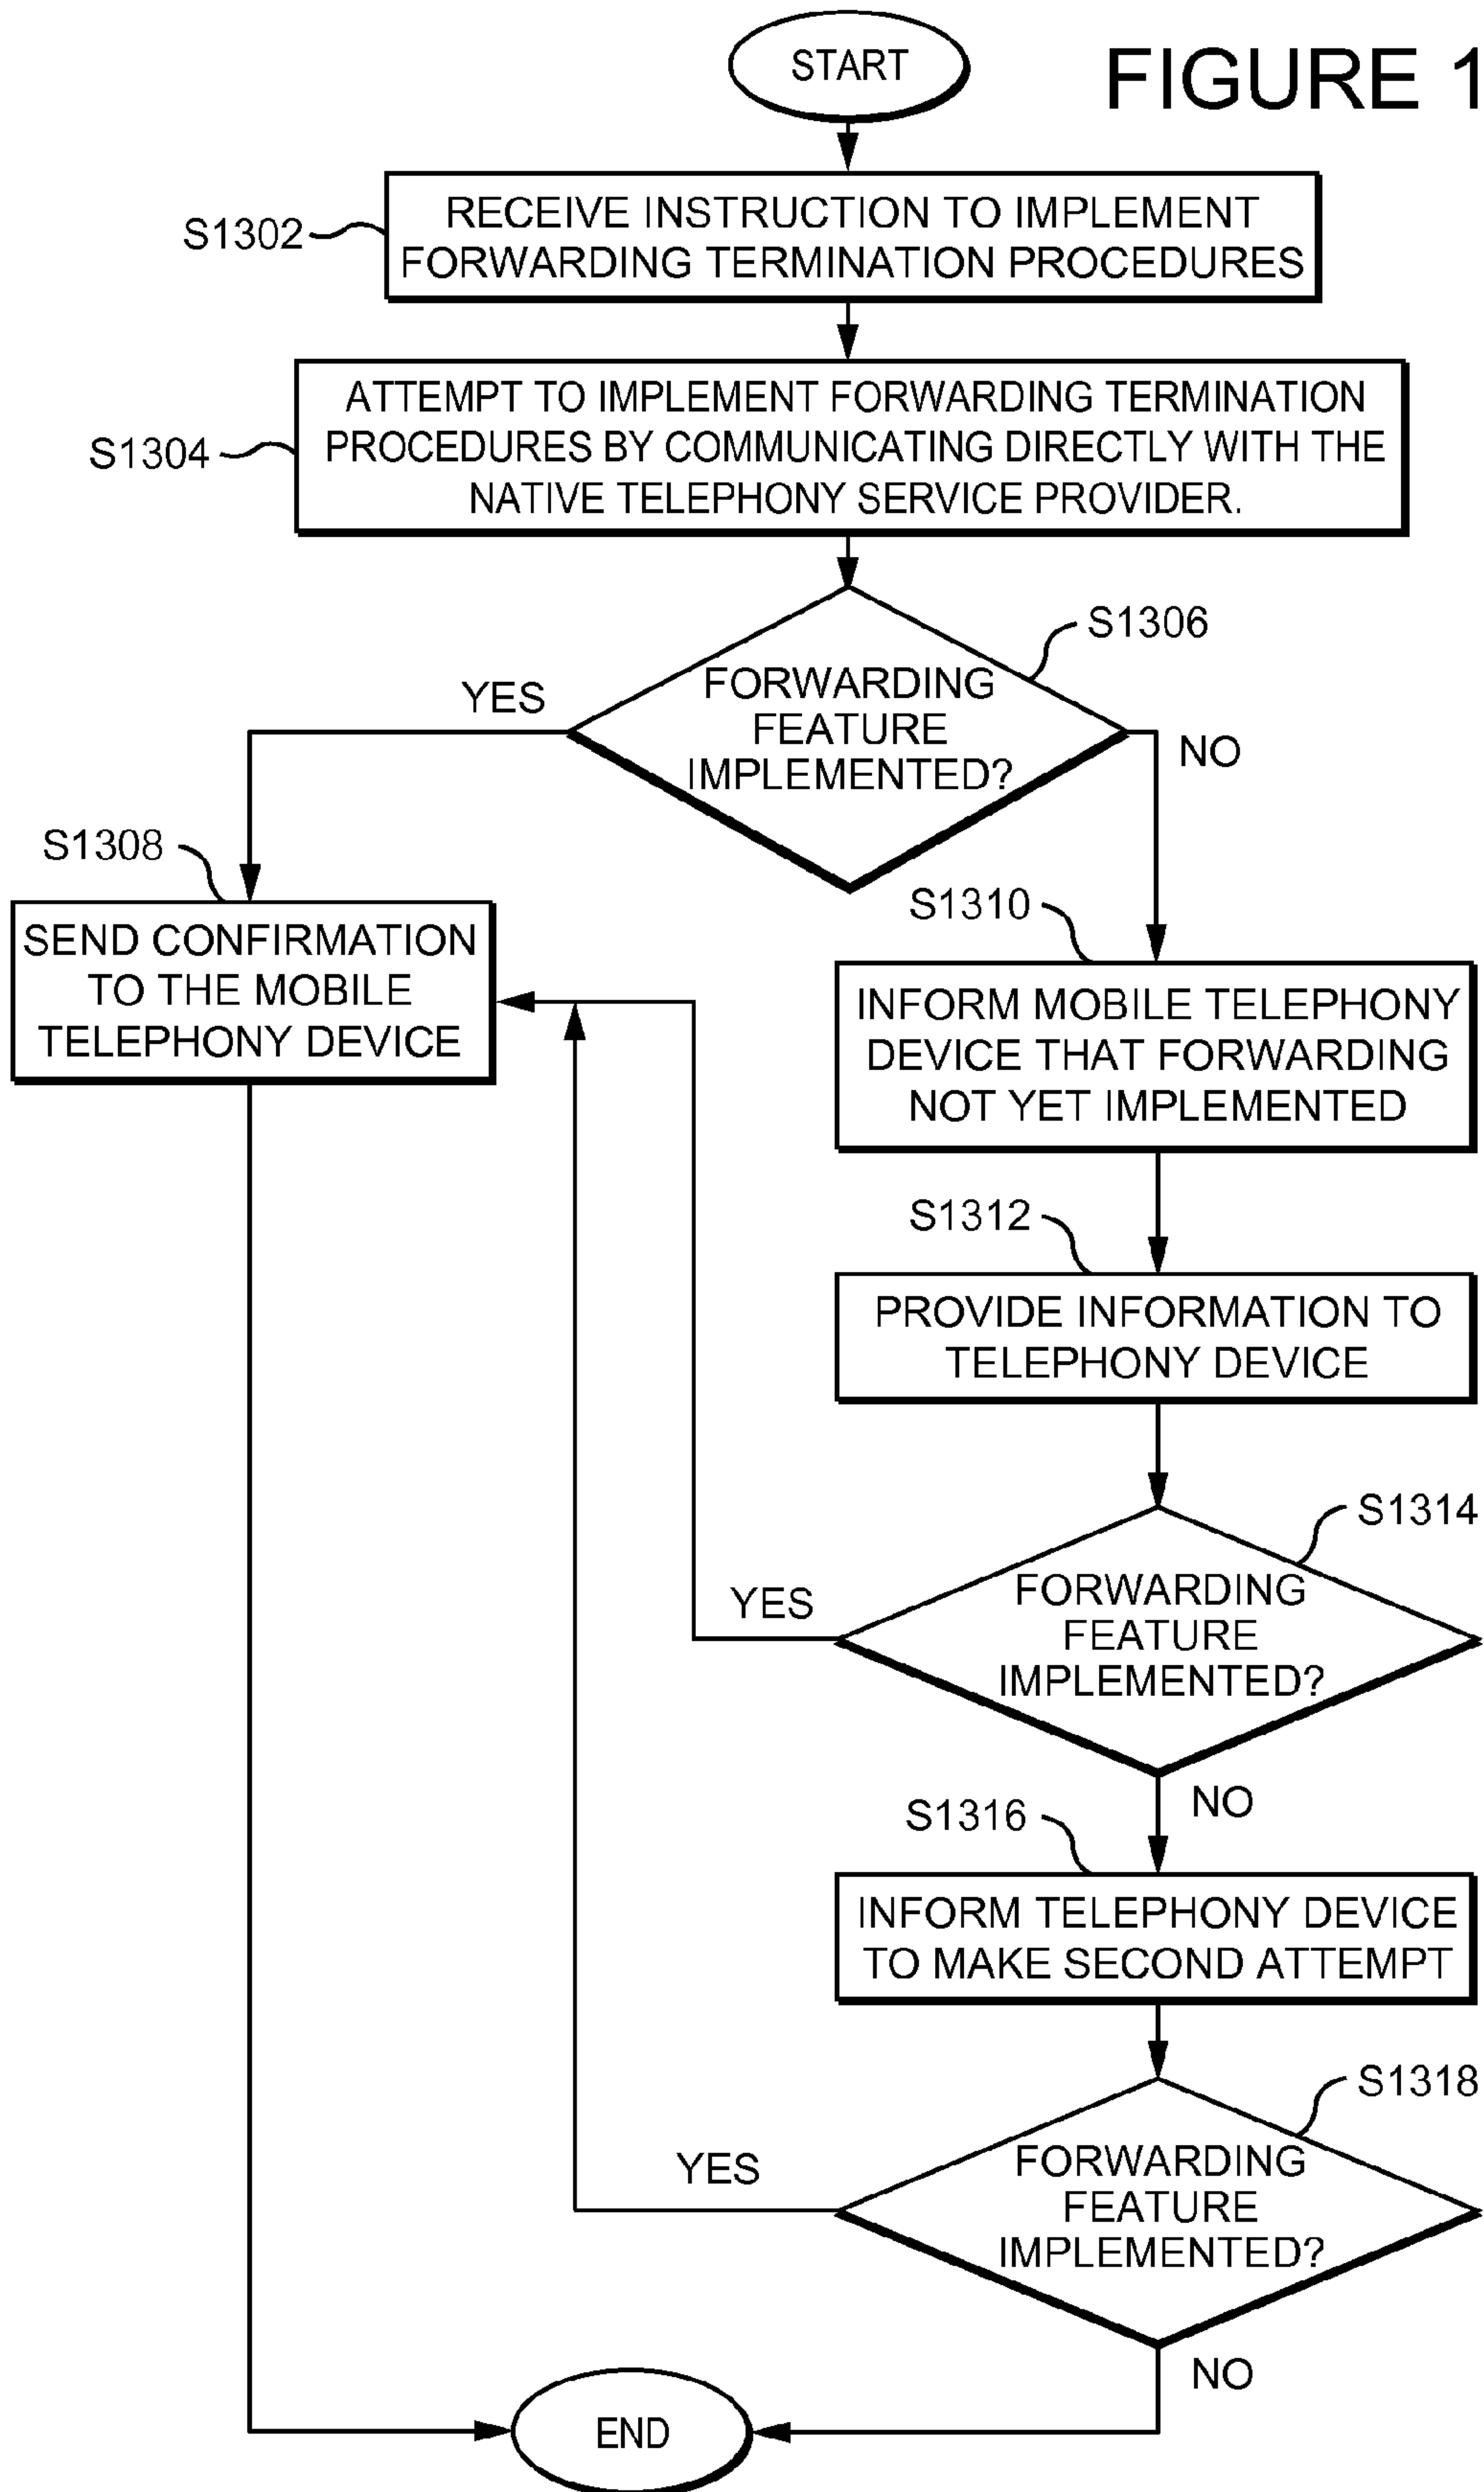 START
FIGURE 1
S1302
RECEIVE INSTRUCTION TO IMPLEMENT
FORWARDING TERMINATION PROCEDURES
S1304
ATTEMPT TO IMPLEMENT FORWARDING TERMINATION
PROCEDURES BY COMMUNICATING DIRECTLY WITH THE
NATIVE TELEPHONY SERVICE PROVIDER.
S1306
FORWARDING
FEATURE
IMPLEMENTED?
YES
NO
S1308
SEND CONFIRMATION
TO THE MOBILE
TELEPHONY DEVICE
S1310
INFORM MOBILE TELEPHONY
DEVICE THAT FORWARDING
NOT YET IMPLEMENTED
S1312
PROVIDE INFORMATION TO
TELEPHONY DEVICE
S1314
FORWARDING
FEATURE
IMPLEMENTED?
YES
NO
S1316
INFORM TELEPHONY DEVICE
TO MAKE SECOND ATTEMPT
S1318
FORWARDING
FEATURE
IMPLEMENTED?
YES
NO
END